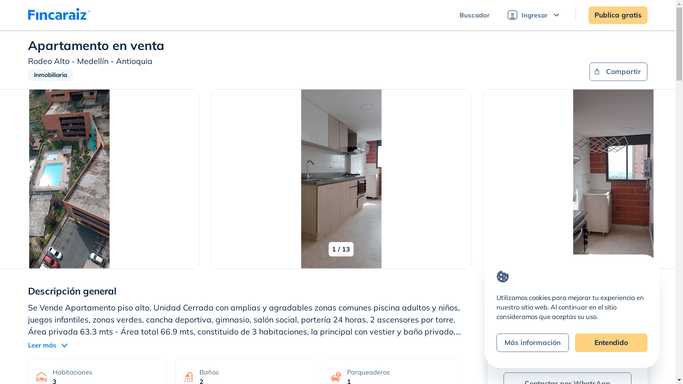 Fincaraiz
Buscador
Ingresar
Publica gratis
Apartamento en venta
Rodeo Alto - Medellín - Antioquia
Inmobiliaria
Compartir
1 / 13
Descripción general
Se Vende Apartamento piso alto, Unidad Cerrada con amplias y agradables zonas comunes piscina adultos y niños,
juegos infantiles, zonas verdes, cancha deportiva, gimnasio, salón social, portería 24 horas, 2 ascensores por torre,
Área privada 63.3 mts - Área total 66.9 mts, constituido de 3 habitaciones, la principal con vestier y baño privado,...
Leer más
Habitaciones
3
Baños
2
Parqueaderos
1
Utilizamos cookies para mejorar tu experiencia en
nuestro sitio web. Al continuar en el sitio
consideramos que aceptas su uso.
Más información
Entendido
Contactar por WhatsApp